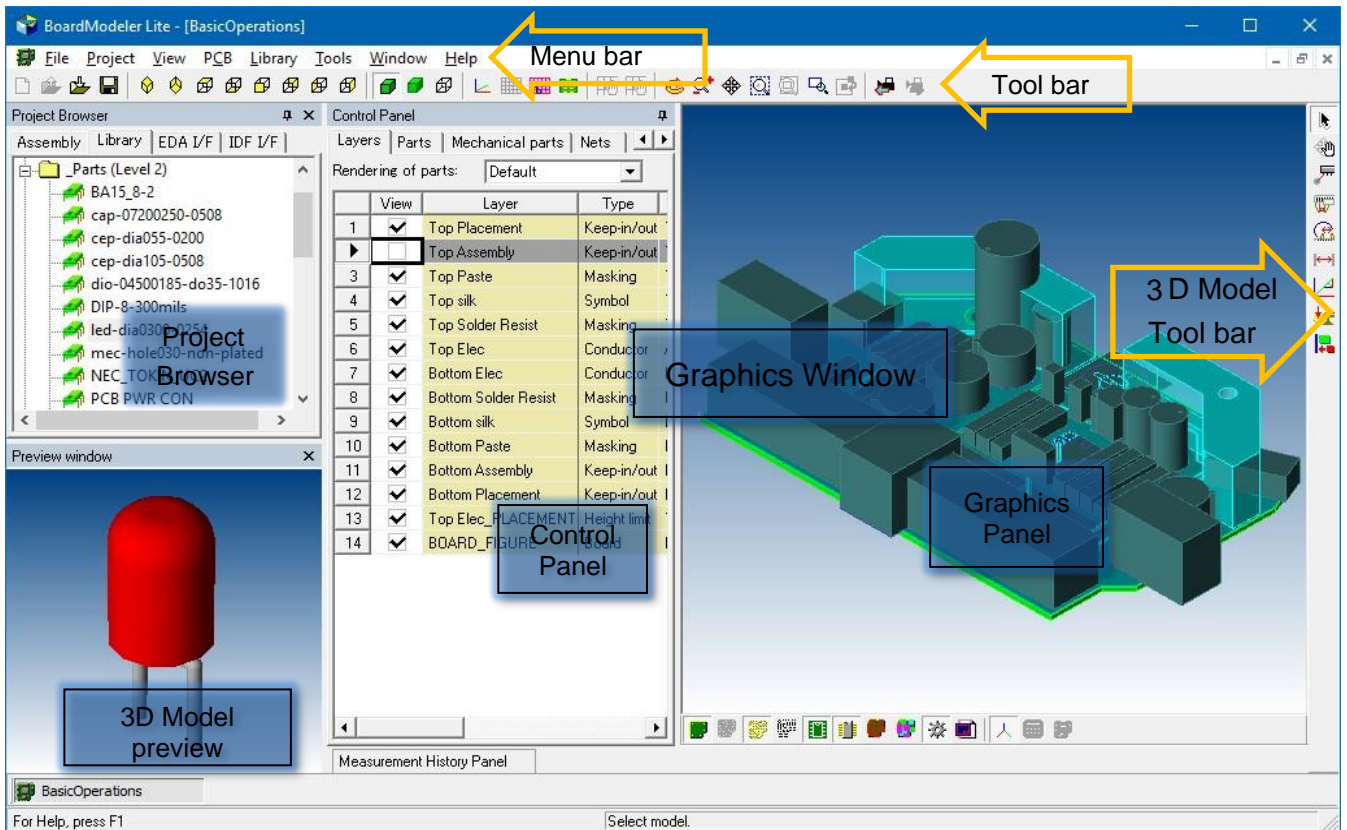 BoardModeler Lite - [BasicOperations]
File Project View PCB Library Tools Window Help
Menu bar
Tool bar
Project Browser
Assembly Library EDA I/F IDF I/F
_Parts (Level 2)
BA15_8-2
cap-07200250-0508
cep-dia055-0200
cep-dia105-0508
dio-04500185-do35-1016
DIP-8-300mils
led-dia0300-0254
mec-hole030-non-plated
PCB PWR CON
Project
Browser
Preview window
3D Model
preview
Control Panel
Layers Parts Mechanical parts Nets
Rendering of parts: Default
View Layer Type
1 Top Placement Keep-in/out
Top Assembly Keep-in/out
3 Top Paste Masking
4 Top silk Symbol
5 Top Solder Resist Masking
6 Top Elec Conductor
7 Bottom Elec Conductor
8 Bottom Solder Resist Masking
9 Bottom silk Symbol
10 Bottom Paste Masking
11 Bottom Assembly Keep-in/out
12 Bottom Placement Keep-in/out
13 Top Elec_PLACEMENT Height limit
14 BOARD_FIGURE Board
Control
Panel
Graphics Window
Graphics
Panel
3D Model
Tool bar
Measurement History Panel
BasicOperations
For Help, press F1
Select model.